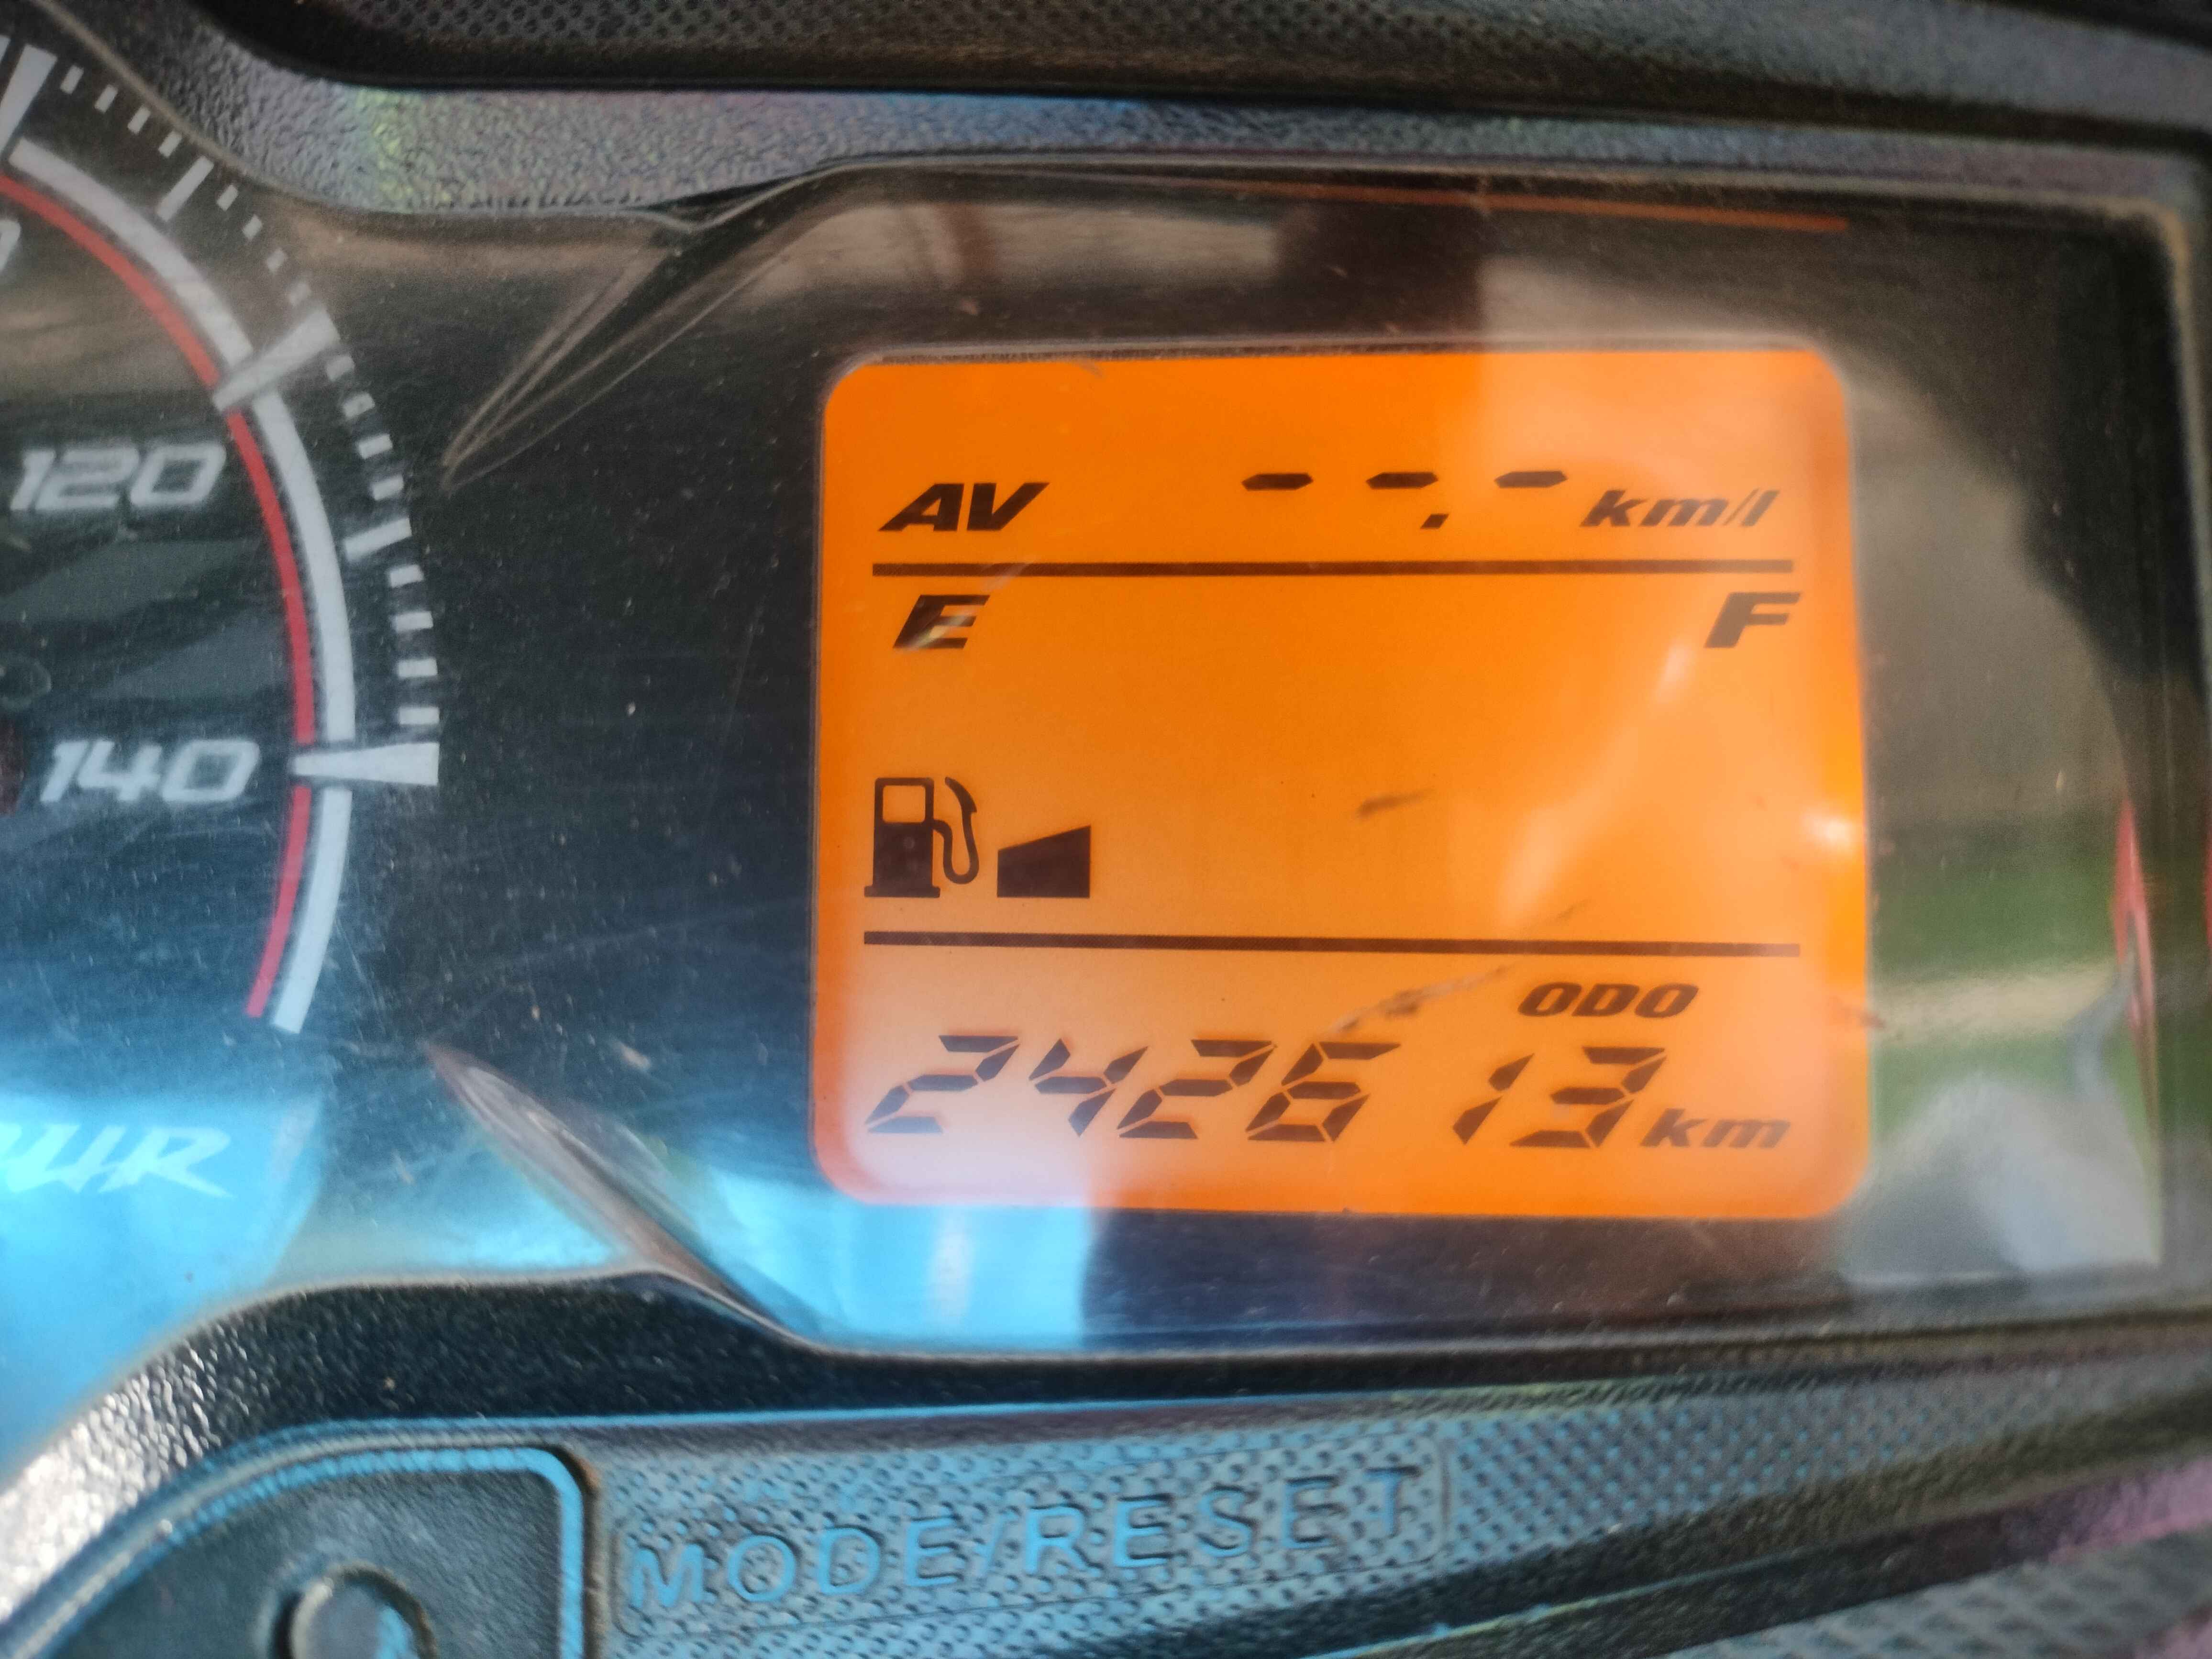 120
140
AV --.- km/l
E F
ODO
242613 km
MODE/RESET